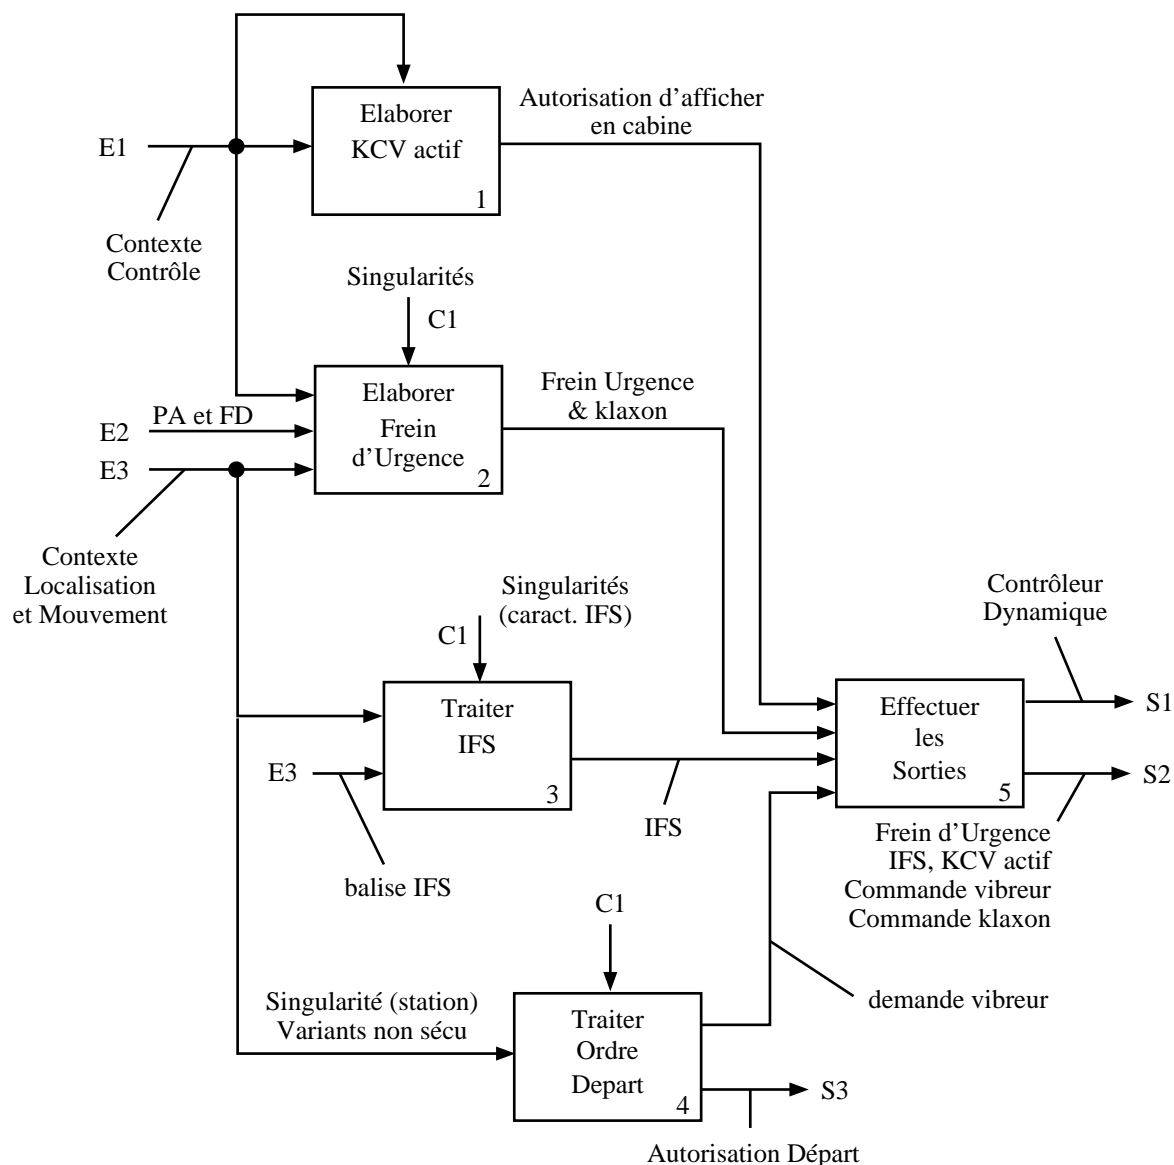 Elaborer
KCV actif
1
Autorisation d’afficher
en cabine
E1
Contexte
Contrôle
Singularités
C1
Elaborer
Frein
d’Urgence
2
Frein Urgence
& klaxon
PA et FD
E2
E3
Contexte
Localisation
et Mouvement
Singularités
(caract. IFS)
C1
Traiter
IFS
3
E3
balise IFS
IFS
Contrôleur
Dynamique
Effectuer
les
Sorties
5
S1
S2
Frein d’Urgence
IFS, KCV actif
Commande vibreur
Commande klaxon
C1
demande vibreur
Singularité (station)
Variants non sécu
Traiter
Ordre
Depart
4
S3
Autorisation Départ